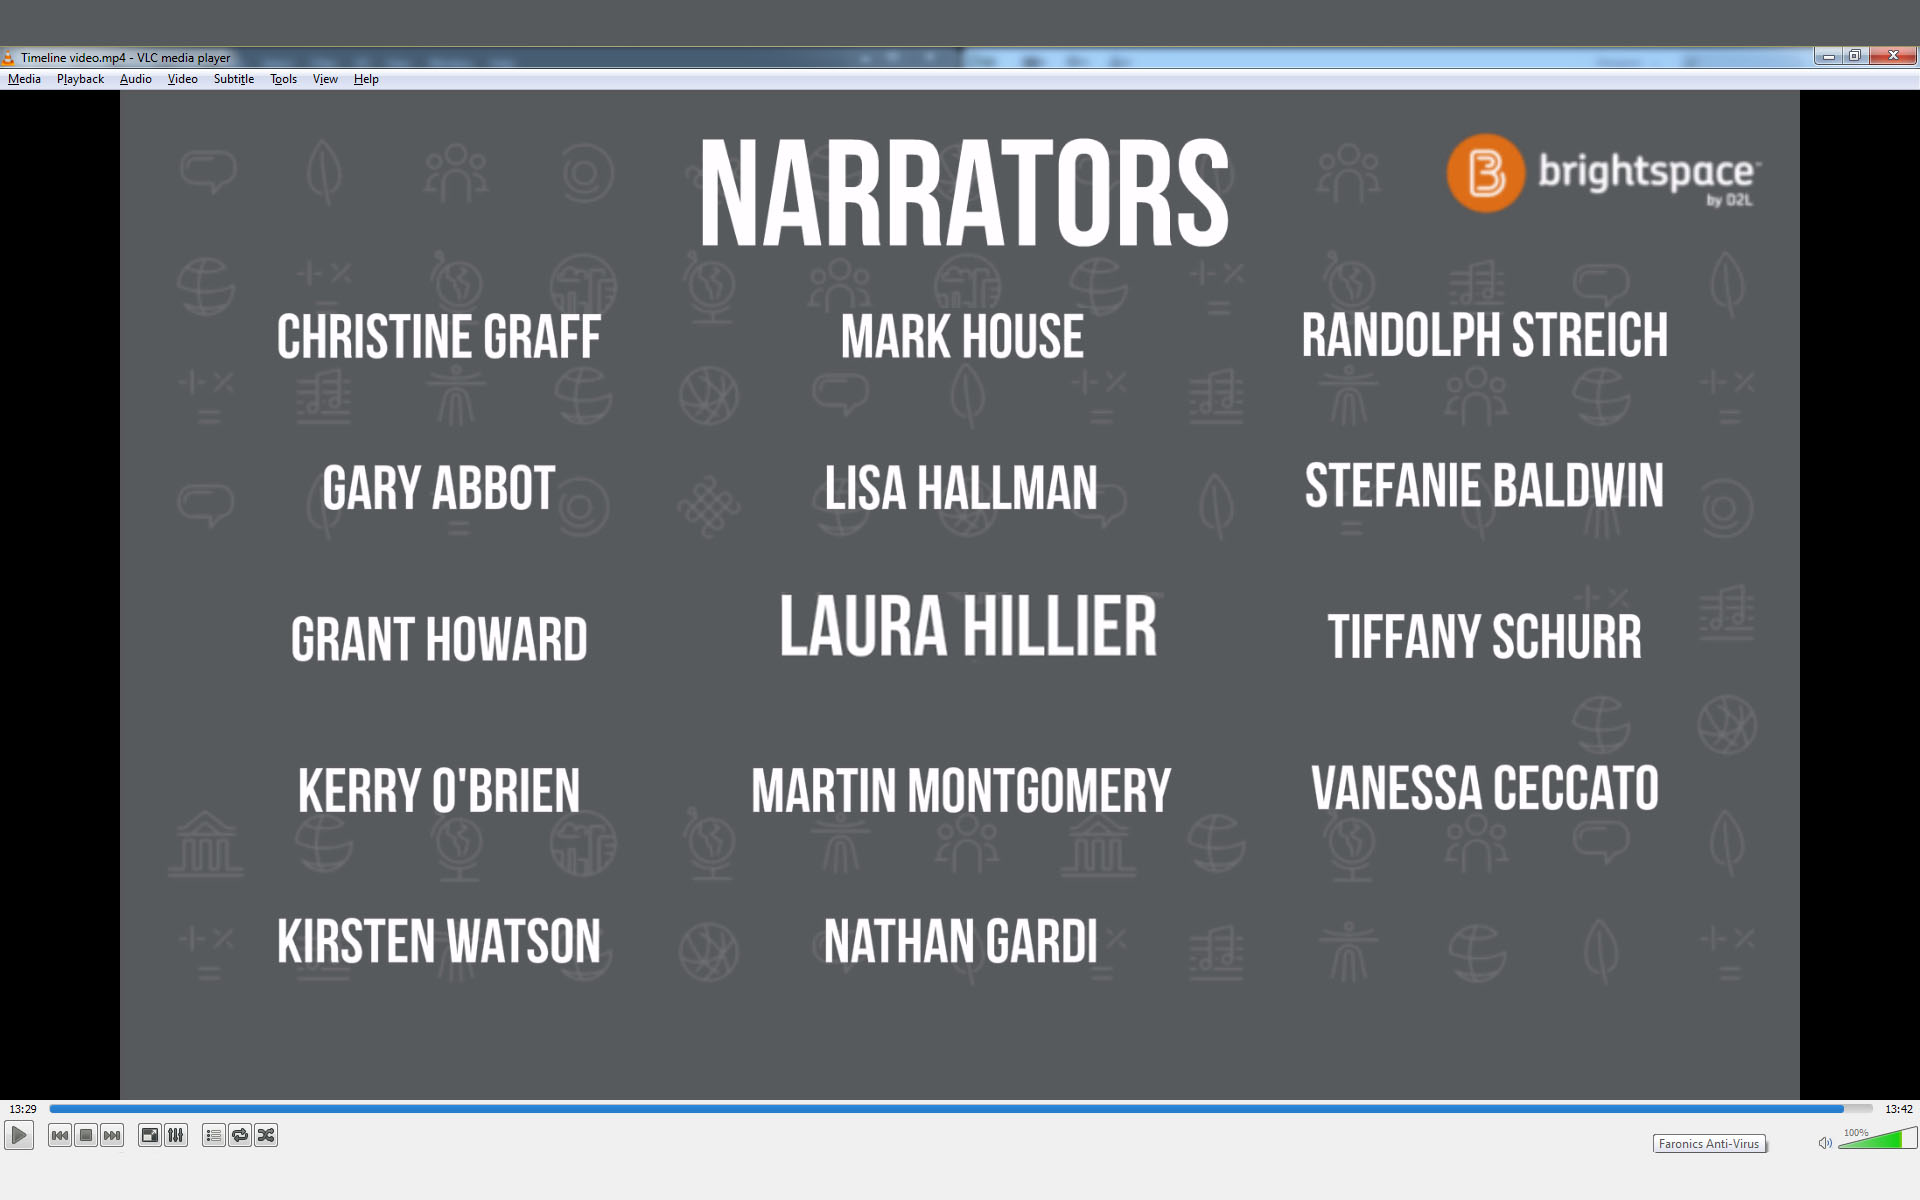 Timeline video.mp4 - VLC media player
Media Playback Audio Video Subtitle Tools View Help
NARRATORS
brightspace™
by D2L
CHRISTINE GRAFF MARK HOUSE RANDOLPH STREICH
GARY ABBOT LISA HALLMAN STEFANIE BALDWIN
GRANT HOWARD LAURA HILLIER TIFFANY SCHURR
KERRY O'BRIEN MARTIN MONTGOMERY VANESSA CECCATO
KIRSTEN WATSON NATHAN GARDI
13:29 13:42
100%
Faronics Anti-Virus